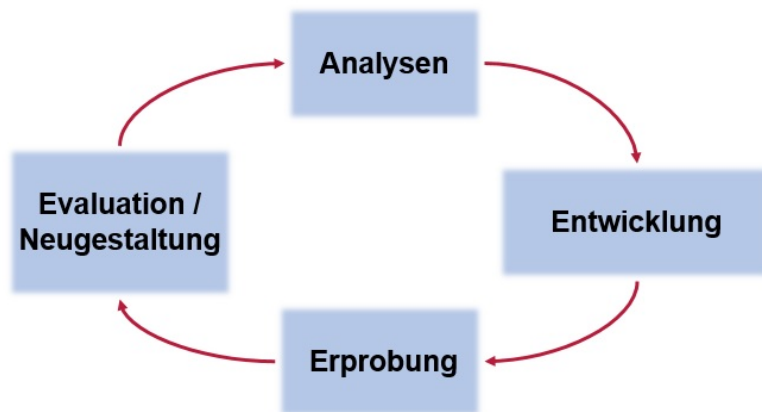 Analysen
Entwicklung
Erprobung
Evaluation /
Neugestaltung